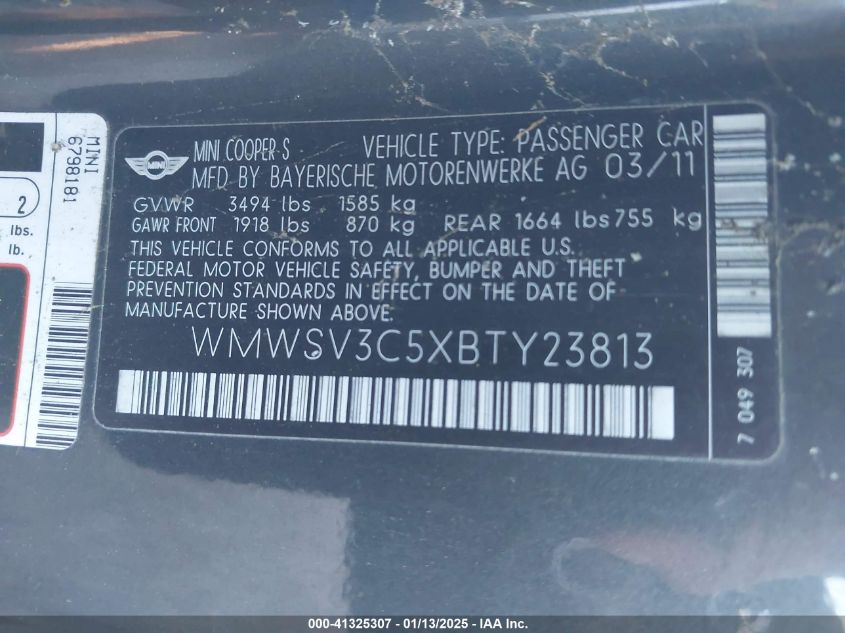 MINI
6798181
2
lbs.
lb.
MINI
MINI COOPER-S VEHICLE TYPE: PASSENGER CAR
MFD BY BAYERISCHE MOTORENWERKE AG 03/11
GVWR 3494 lbs 1585 kg
GAWR FRONT 1918 lbs 870 kg REAR 1664 lbs 755 kg
THIS VEHICLE CONFORMS TO ALL APPLICABLE U.S.
FEDERAL MOTOR VEHICLE SAFETY, BUMPER AND THEFT
PREVENTION STANDARDS IN EFFECT ON THE DATE OF
MANUFACTURE SHOWN ABOVE.
WMWSV3C5XBTY23813
7 049 307
000-41325307 - 01/13/2025 - IAA Inc.